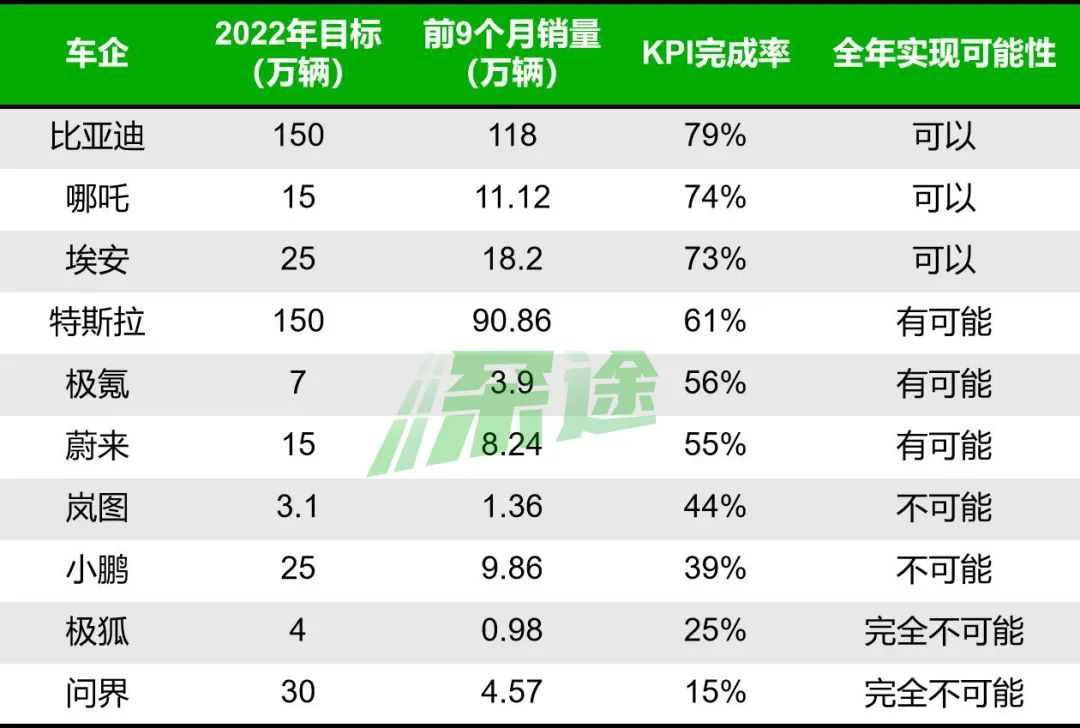 车企 2022年目标（万辆） 前9个月销量（万辆） KPI完成率 全年实现可能性
比亚迪 150 118 79% 可以
哪吒 15 11.12 74% 可以
埃安 25 18.2 73% 可以
特斯拉 150 90.86 61% 有可能
极氪 7 3.9 56% 有可能
蔚来 15 8.24 55% 有可能
岚图 3.1 1.36 44% 不可能
小鹏 25 9.86 39% 不可能
极狐 4 0.98 25% 完全不可能
问界 30 4.57 15% 完全不可能
深途